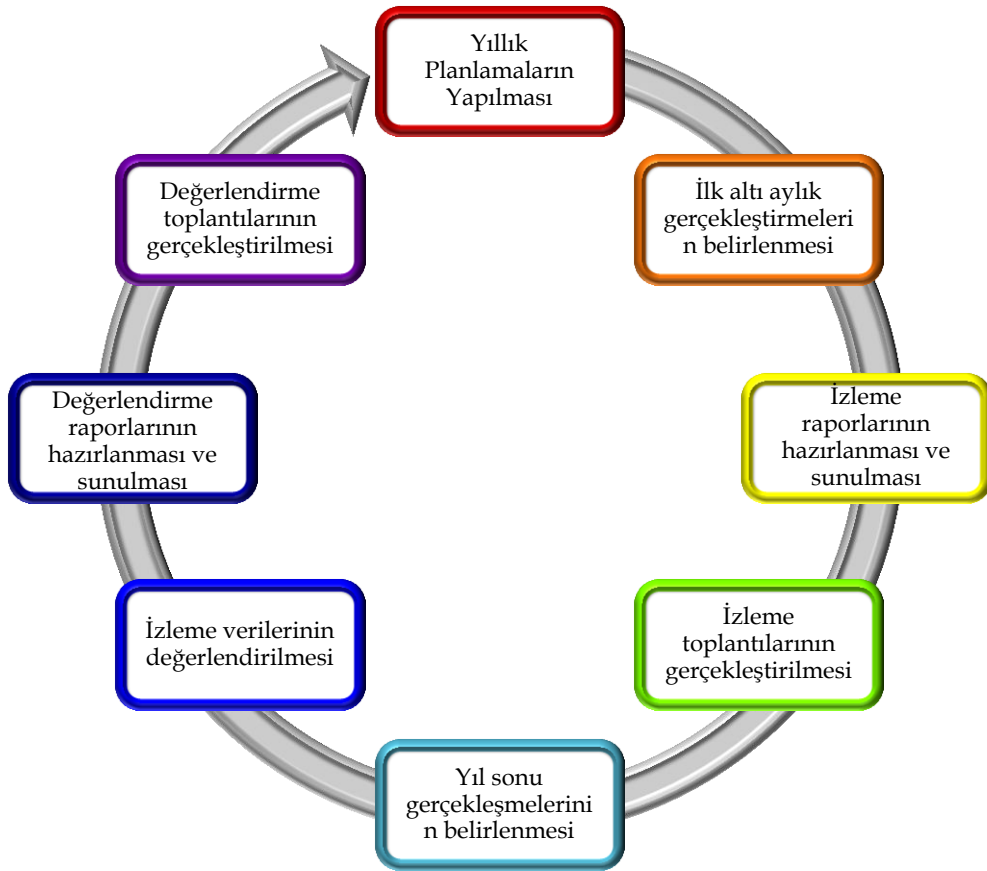 Yıllık
Planlamaların
Yapılması
İlk altı aylık
gerçekleştirmeleri
n belirlenmesi
İzleme
raporlarının
hazırlanması ve
sunulması
İzleme
toplantılarının
gerçekleştirilmesi
Yıl sonu
gerçekleşmelerini
n belirlenmesi
İzleme verilerinin
değerlendirilmesi
Değerlendirme
raporlarının
hazırlanması ve
sunulması
Değerlendirme
toplantılarının
gerçekleştirilmesi